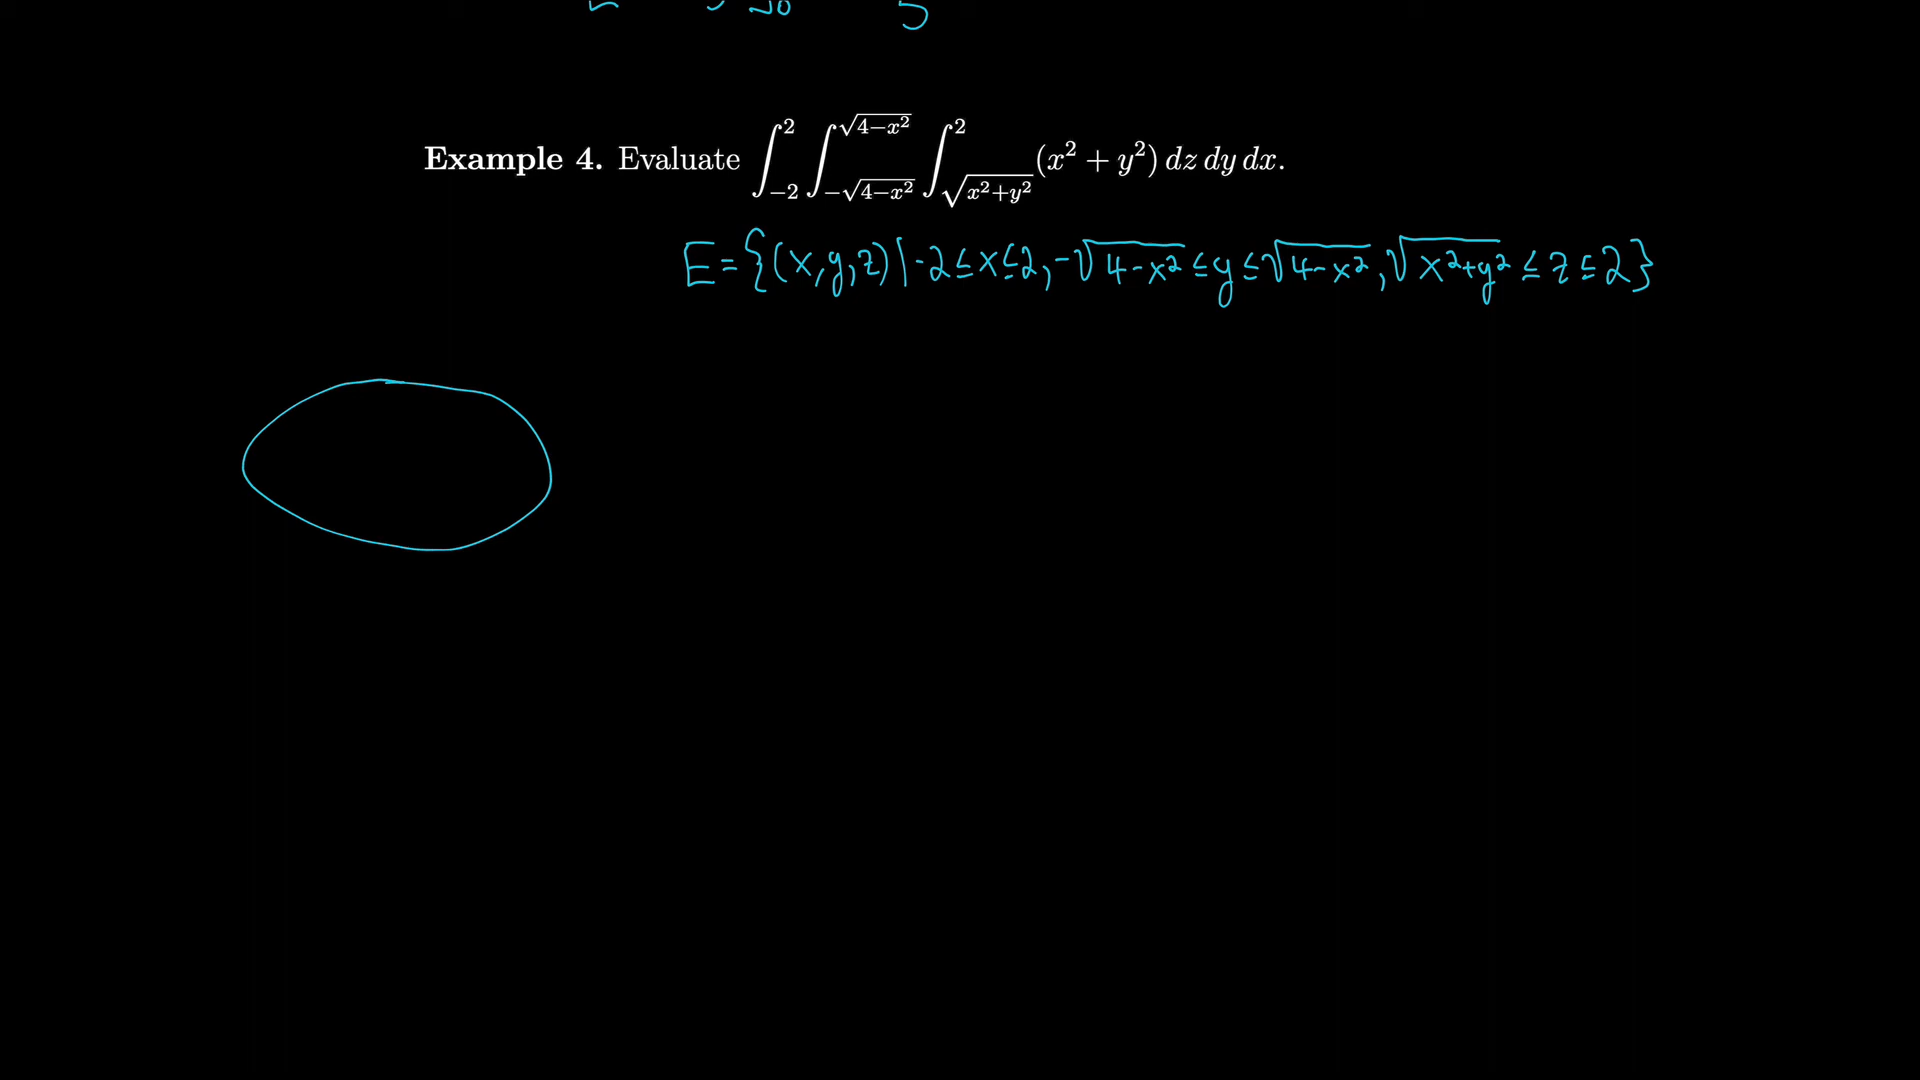 Example 4. Evaluate ∫_{-2}^{2} ∫_{-√(4−x²)}^{√(4−x²)} ∫_{√(x²+y²)}^{2} (x² + y²) dz dy dx.
E = {(x,y,z) | -2 ≤ x ≤ 2, -√(4-x²) ≤ y ≤ √(4-x²), √(x²+y²) ≤ z ≤ 2}